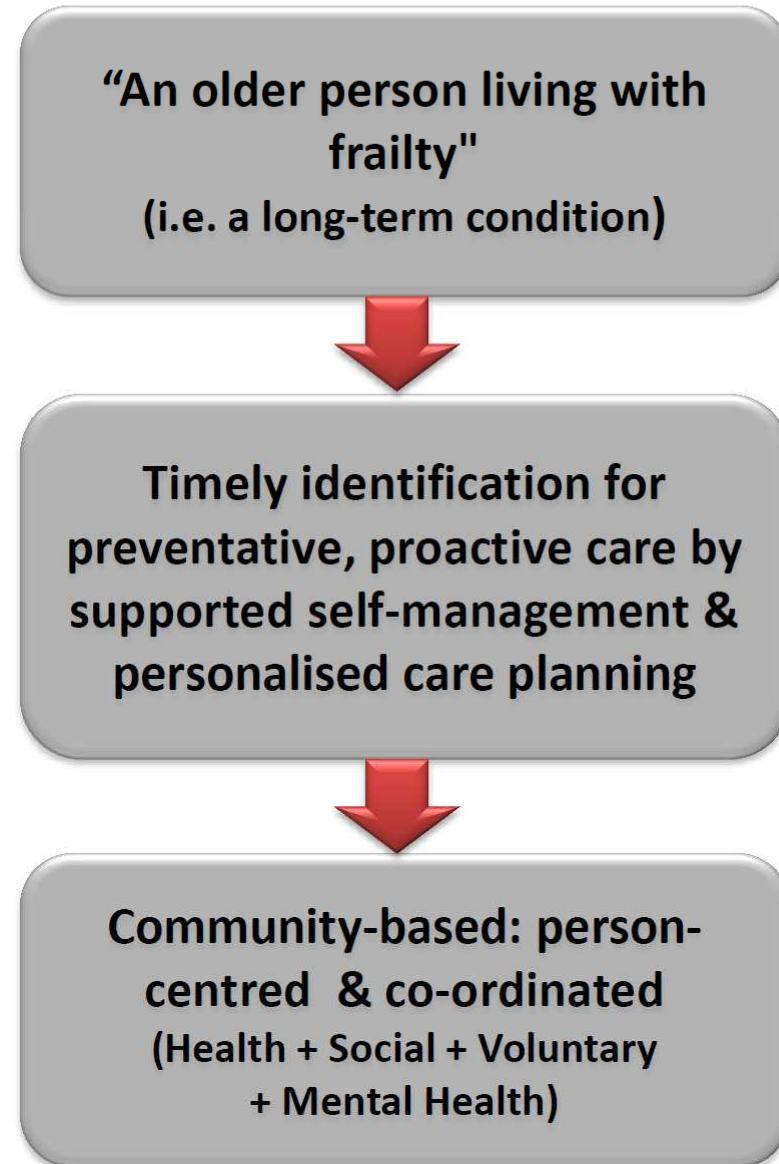 “An older person living with
frailty"
(i.e. a long-term condition)
Timely identification for
preventative, proactive care by
supported self-management &
personalised care planning
Community-based: person-
centred & co-ordinated
(Health + Social + Voluntary
+ Mental Health)